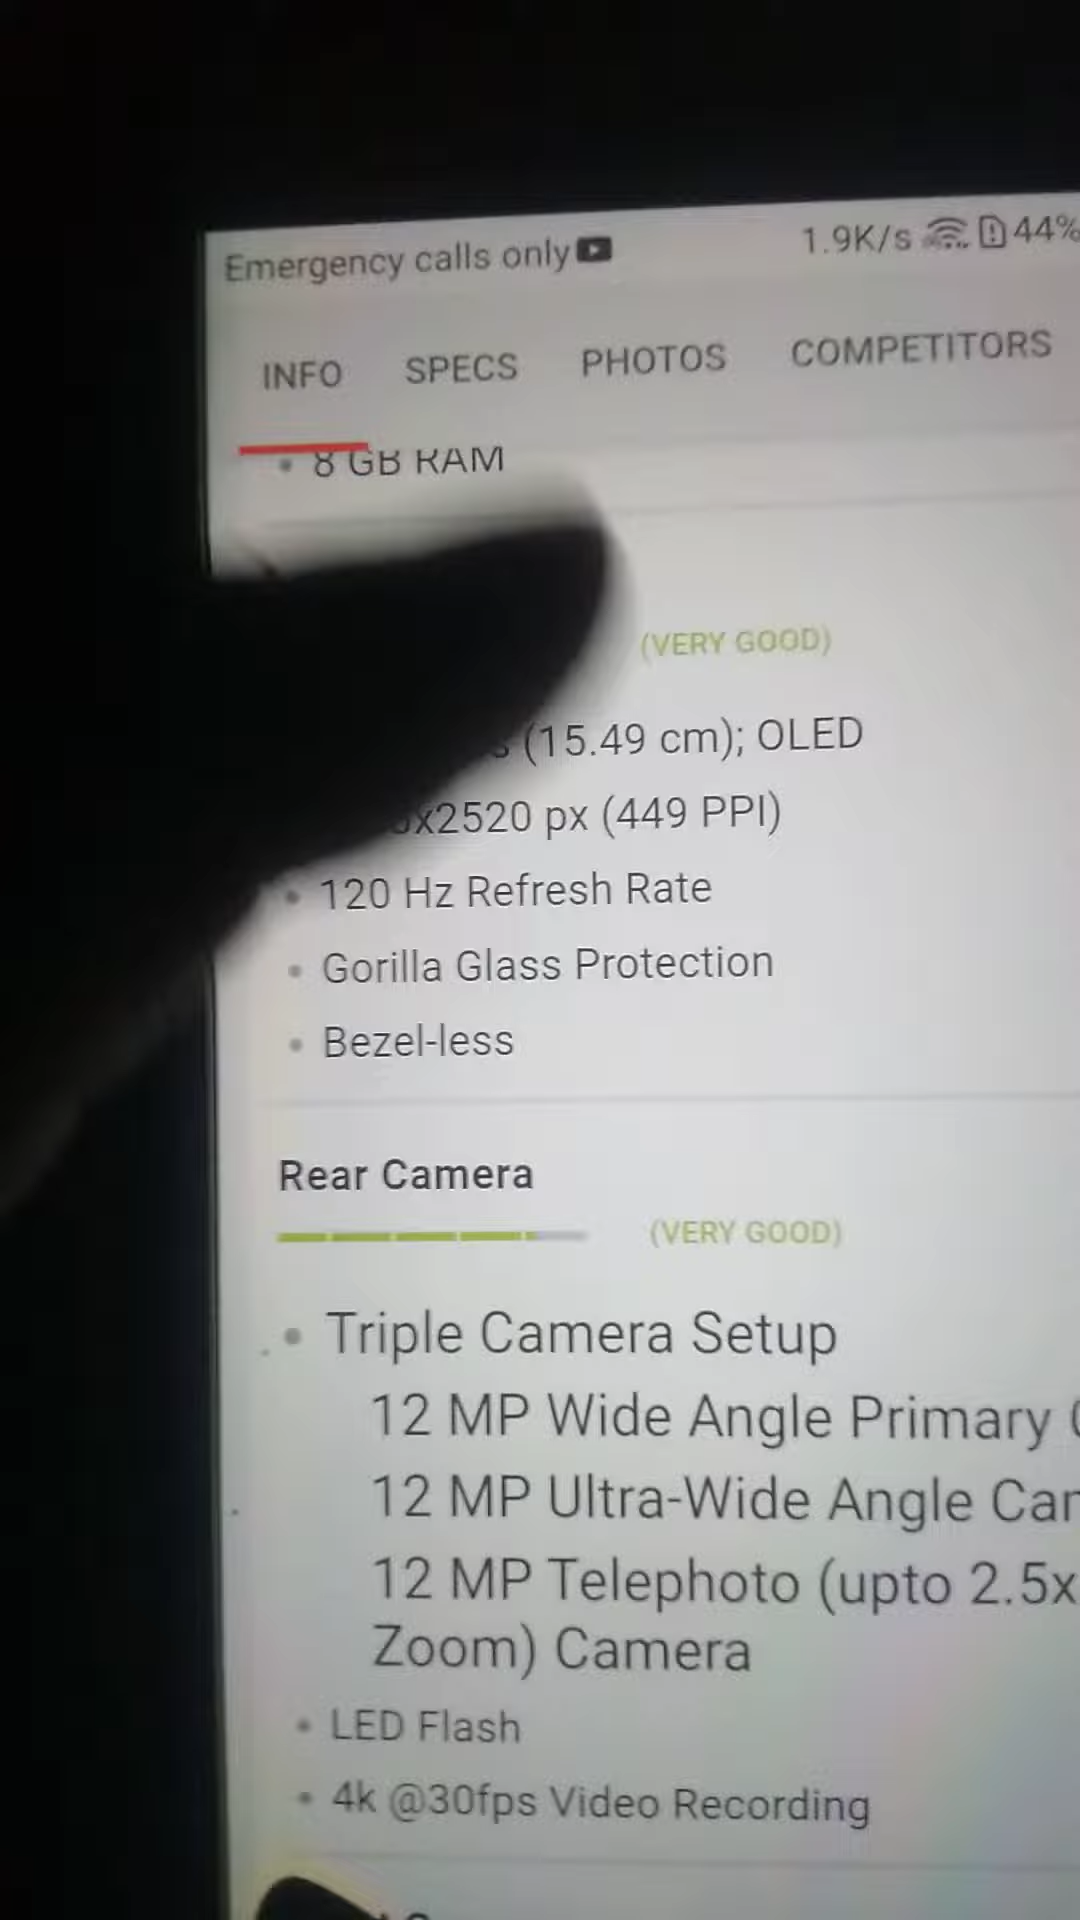 Emergency calls only 1.9K/s 44%
INFO SPECS PHOTOS COMPETITORS
8 GB RAM
(VERY GOOD)
(15.49 cm); OLED
x2520 px (449 PPI)
120 Hz Refresh Rate
Gorilla Glass Protection
Bezel-less
Rear Camera
(VERY GOOD)
Triple Camera Setup
12 MP Wide Angle Primary
12 MP Ultra-Wide Angle
12 MP Telephoto (upto 2.5x
Zoom) Camera
LED Flash
4k @30fps Video Recording